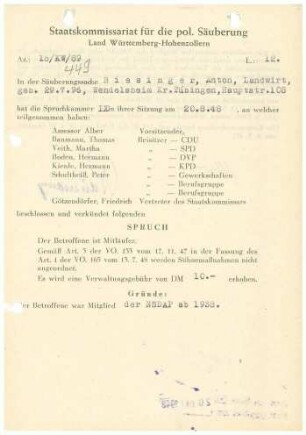 Staatskommissariat für die pol. Säuberung
Land Württemberg-Hohenzollern
Az.: 15/KW/89 L: 12.
449
In der Säuberungssache Biesinger, Anton, Landwirt,
geb. 29.7.96, Wendelsheim Kr.Tübingen,Hauptstr.108
hat die Spruchkammer in ihrer Sitzung am 20.8.48 , an welcher
teilgenommen haben:
Assessor Alber Vorsitzender,
Baumann, Thomas Beisitzer — CDU
Veith, Martha » — SPD
Boden, Hermann » — DVP
Kiende, Hermann » — KPD
Schultheiß, Peter » — Gewerkschaften
» — Berufsgruppe
» — Berufsgruppe
Götzendörfer, Friedrich Vertreter des Staatskommissars
beschlossen und verkündet folgenden
SPRUCH
Der Betroffene ist Mitläufer.
Gemäß Art. 5 der VO. 133 vom 17. 11. 47 in der Fassung des
Art. 1 der VO. 165 vom 13. 7. 48 werden Sühnemaßnahmen nicht
angeordnet.
Es wird eine Verwaltungsgebühr von DM 10.- erhoben.
Gründe:
Der Betroffene war Mitglied der NSDAP ab 1938.